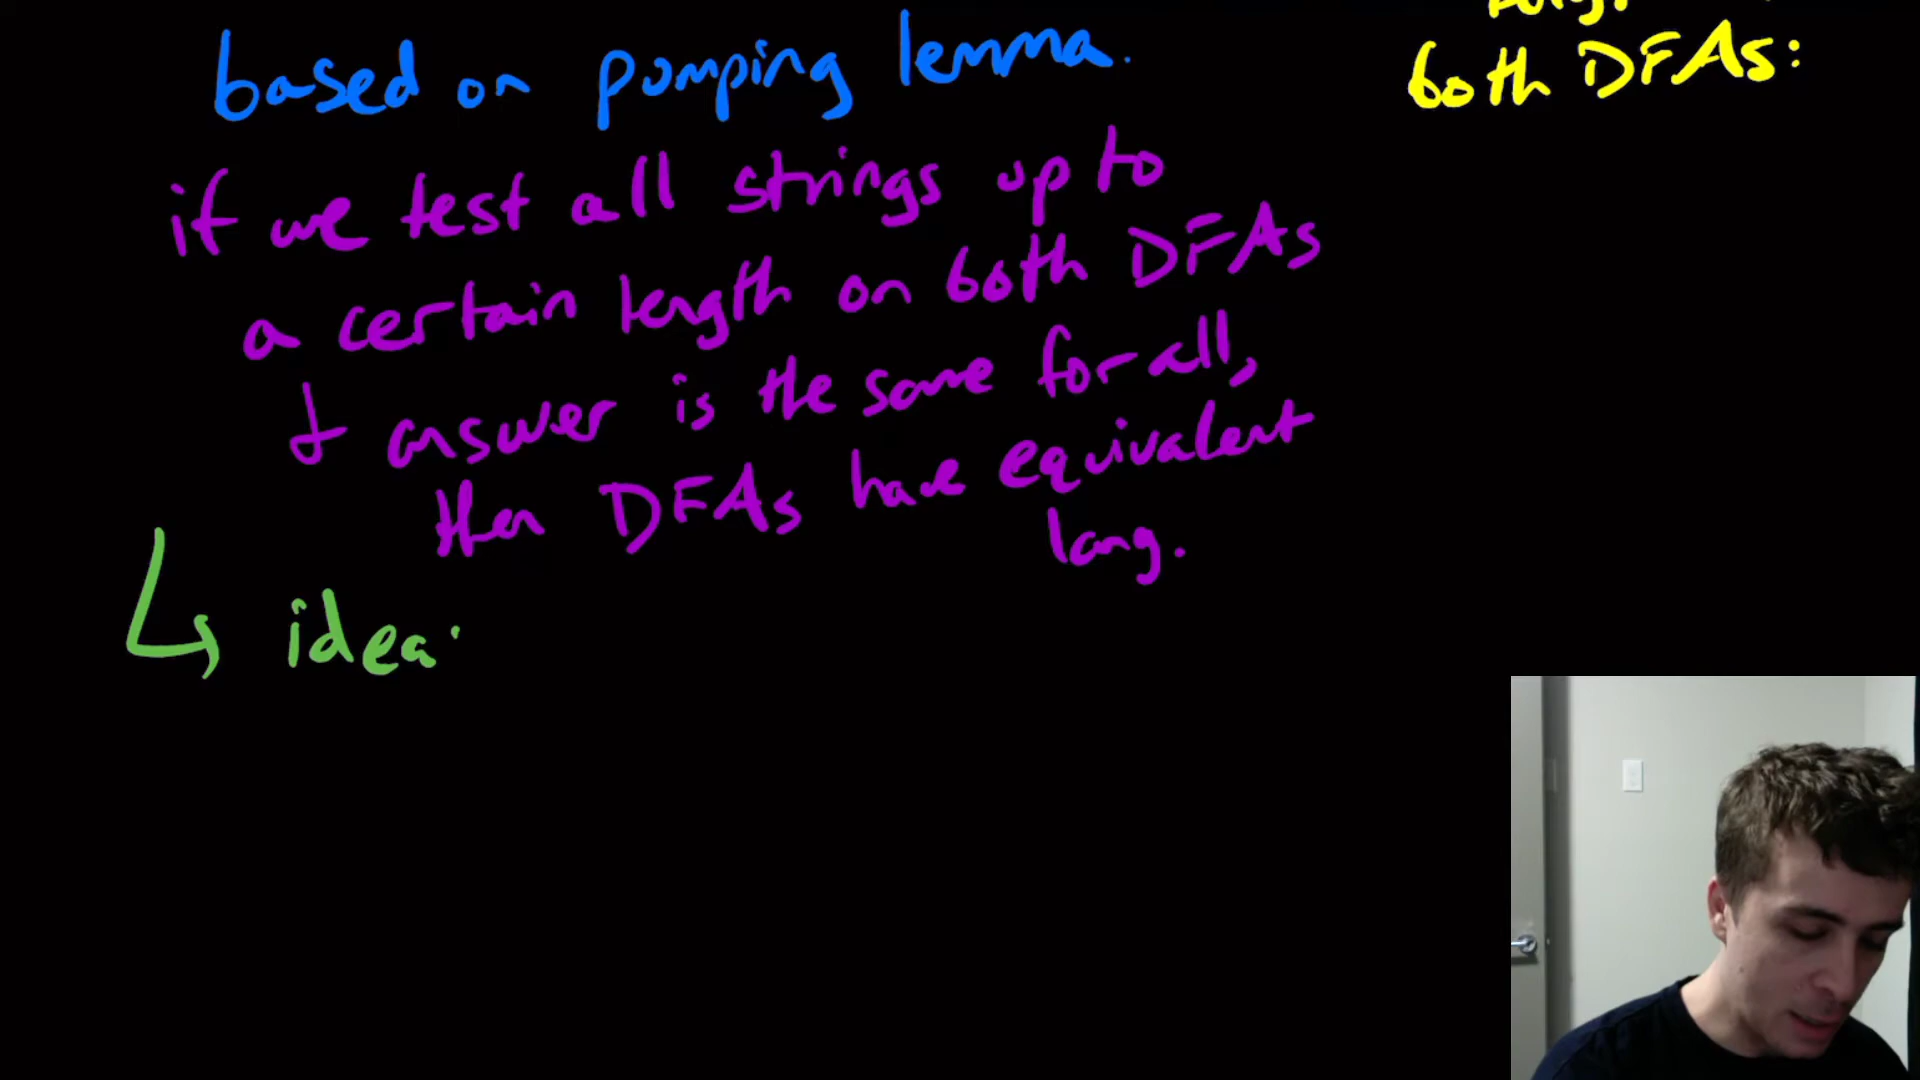 based on pumping lemma.
both DFAs:
if we test all strings up to
a certain length on both DFAs
& answer is the same for all,
then DFAs have equivalent
lang.
idea: